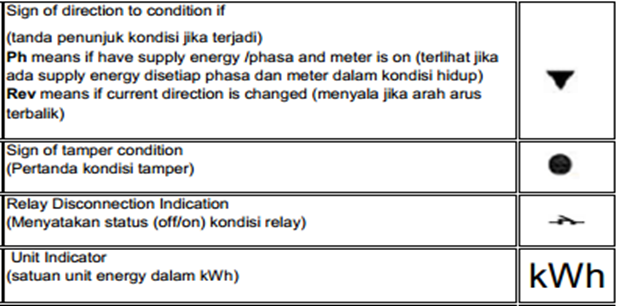 Sign of direction to condition if
(tanda penunjuk kondisi jika terjadi)
Ph means if have supply energy /phasa and meter is on (terlihat jika
ada supply energy disetiap phasa dan meter dalam kondisi hidup)
Rev means if current direction is changed (menyala jika arah arus
terbalik)
Sign of tamper condition
(Pertanda kondisi tamper)
Relay Disconnection Indication
(Menyatakan status (off/on) kondisi relay)
Unit Indicator
(satuan unit energy dalam kWh)
kWh